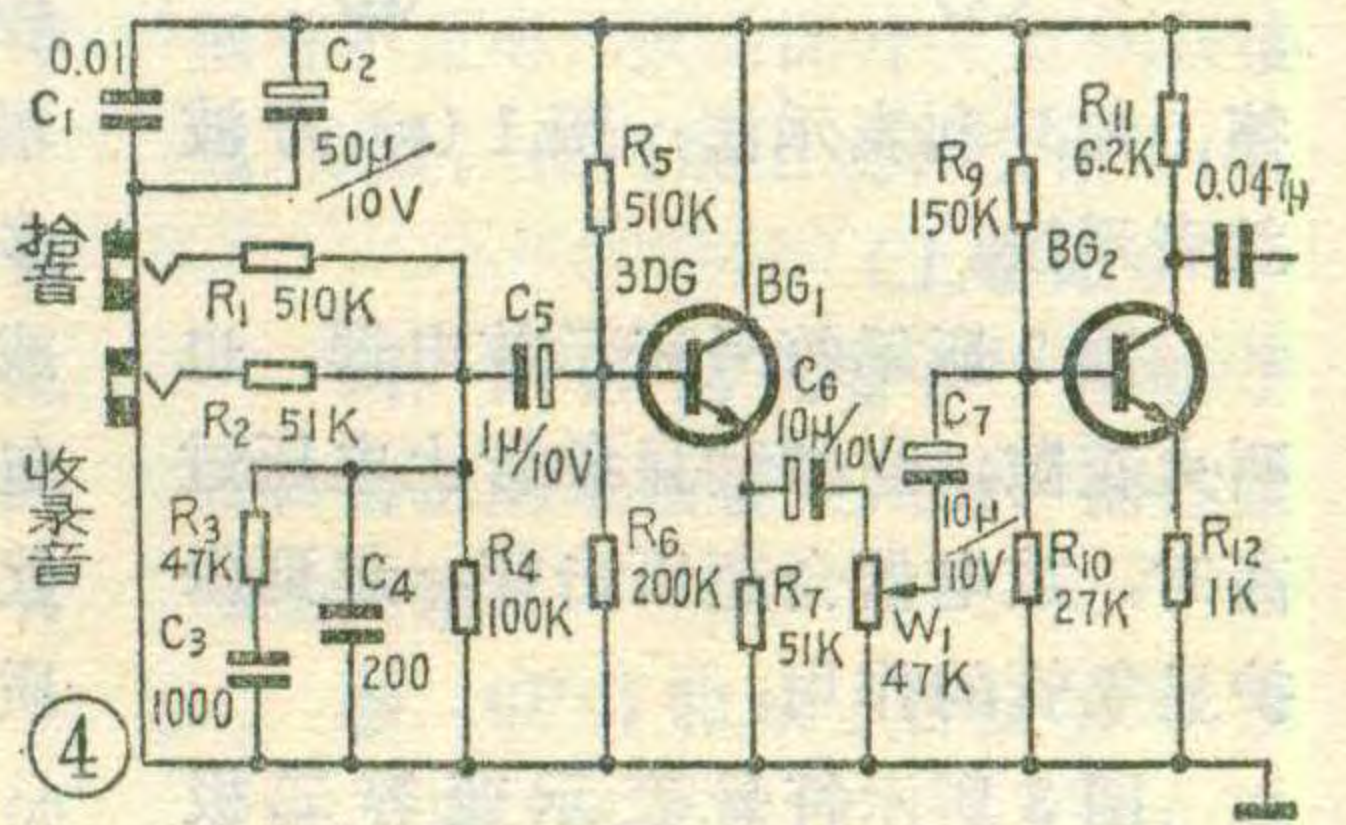 0.01
C₁
C₂
50μ/10V
拾音
R₁ 510K
R₂ 51K
收录音
R₃
47K
C₃
1000
C₄
200
R₄
100K
C₅
1μ/10V
R₅
510K
3DG
BG₁
R₆
200K
C₆
10μ/10V
R₇
51K
W₁
47K
C₇
10μ/10V
R₉
150K
BG₂
R₁₀
27K
R₁₁
6.2K
0.047μ
R₁₂
1K
④